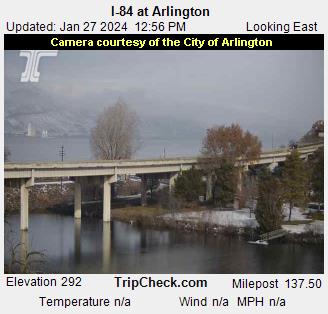 I-84 at Arlington
Updated: Jan 27 2024 12:56 PM Looking East
Camera courtesy of the City of Arlington
Elevation 292 TripCheck.com Milepost 137.50
Temperature n/a Wind n/a MPH n/a